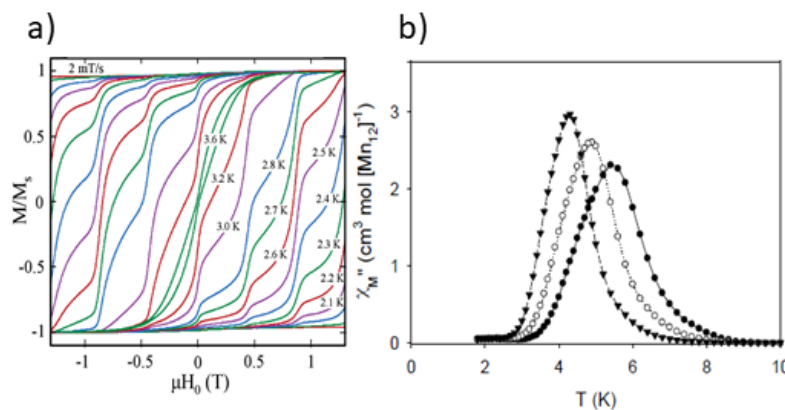 a)
2 mT/s
1
0.5
0
-0.5
-1
M/Ms
3.6 K
3.2 K
3.0 K
2.8 K
2.7 K
2.6 K
2.5 K
2.4 K
2.3 K
2.2 K
2.1 K
-1 -0.5 0 0.5 1
μH0 (T)
b)
3
2
1
0
χM" (cm3 mol [Mn12]-1
2 4 6 8 10
T (K)